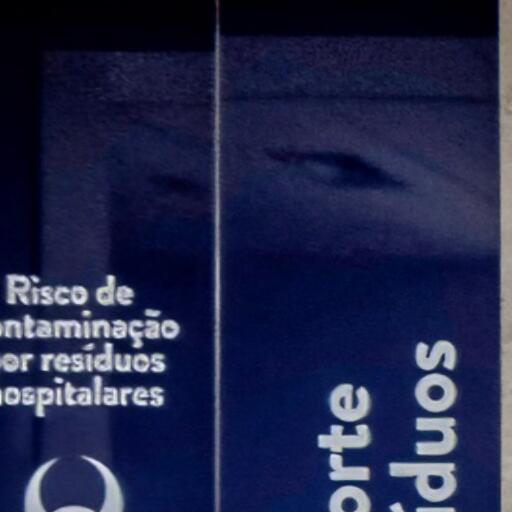 Risco de
ontaminação
or resíduos
ospitalares
orte
íduos